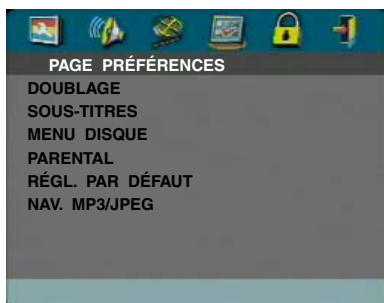 PAGE PRÉFÉRENCES
DOUBLAGE
SOUS-TITRES
MENU DISQUE
PARENTAL
RÉGL. PAR DÉFAUT
NAV. MP3/JPEG